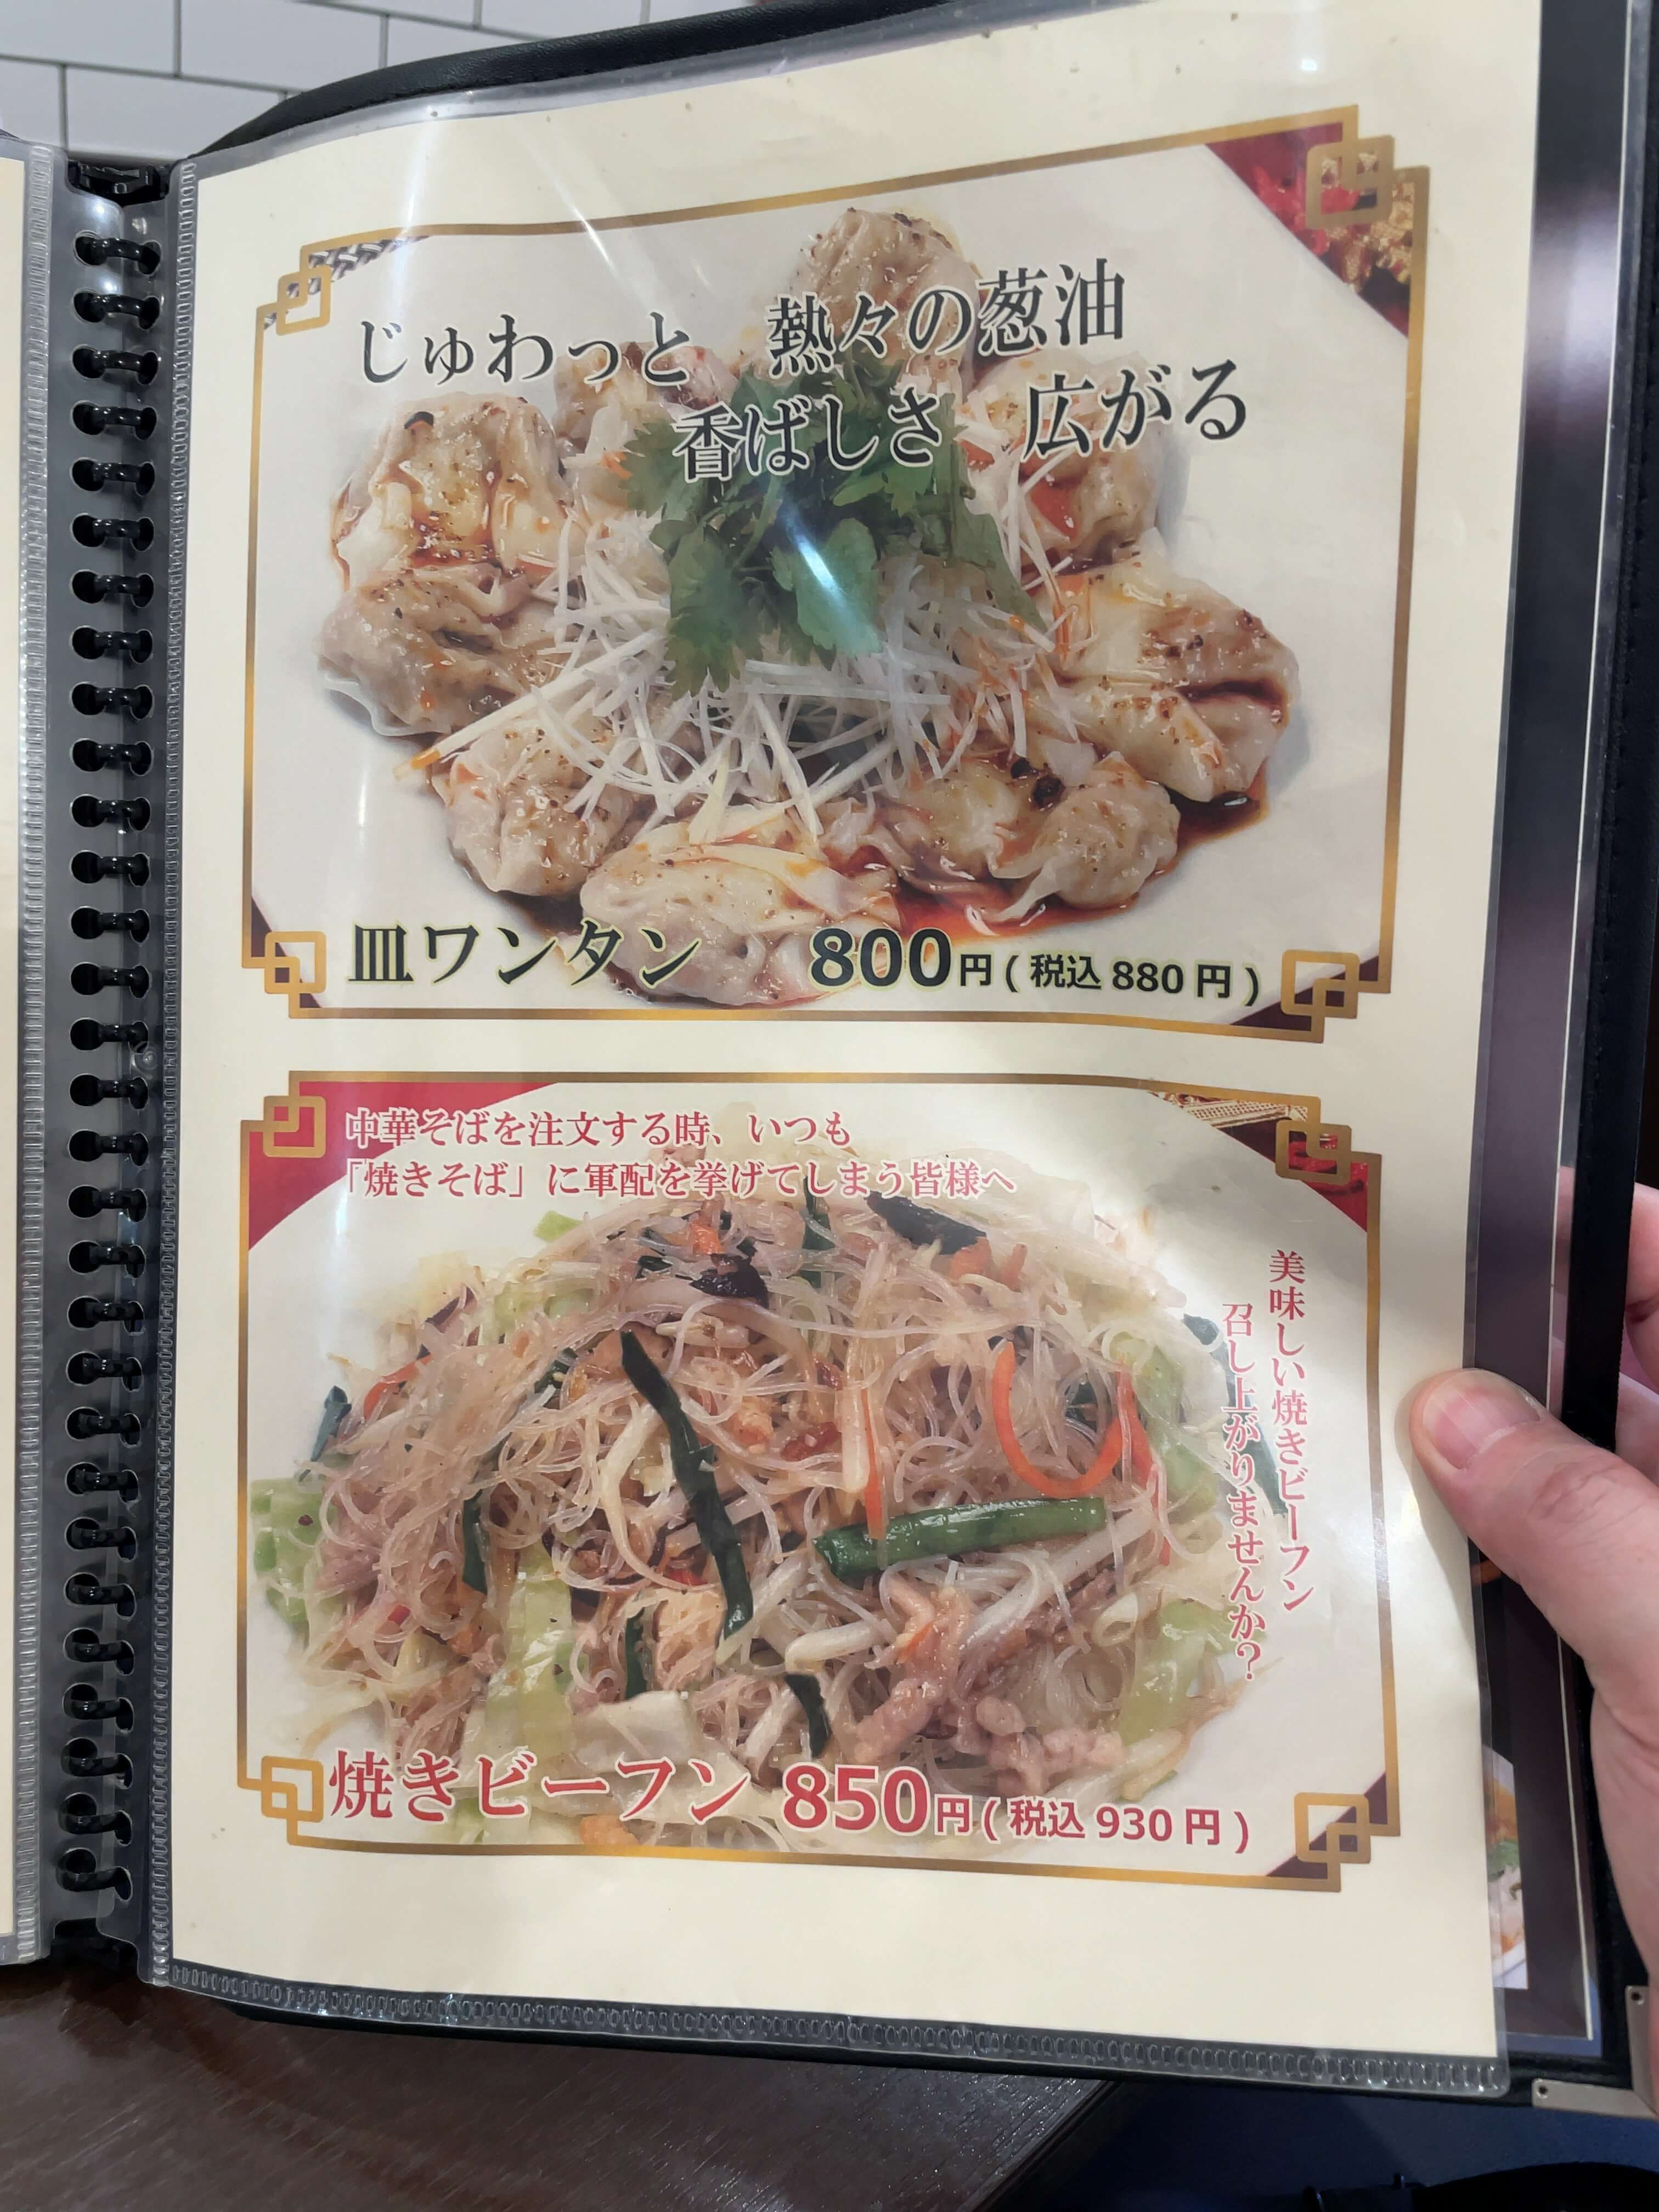 じゅわっと 熱々の葱油
香ばしさ 広がる
皿ワンタン 800円(税込880円)
中華そばを注文する時、いつも
「焼きそば」に軍配を挙げてしまう皆様へ
美味しい焼きビーフン
召し上がりませんか?
焼きビーフン 850円(税込930円)